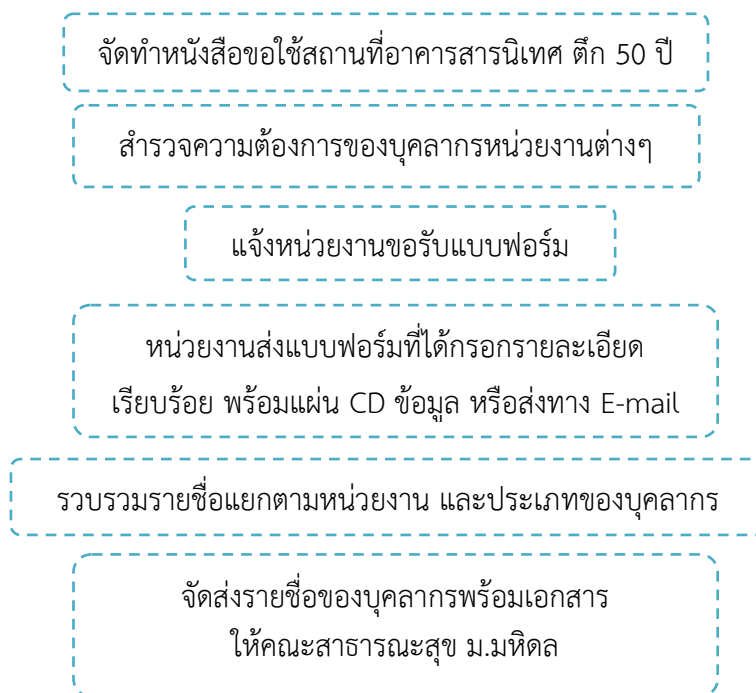 จัดทำหนังสือขอใช้สถานที่อาคารสารนิเทศ ตึก 50 ปี
สำรวจความต้องการของบุคลากรหน่วยงานต่างๆ
แจ้งหน่วยงานขอรับแบบฟอร์ม
หน่วยงานส่งแบบฟอร์มที่ได้กรอกรายละเอียด
เรียบร้อย พร้อมแผ่น CD ข้อมูล หรือส่งทาง E-mail
รวบรวมรายชื่อแยกตามหน่วยงาน และประเภทของบุคลากร
จัดส่งรายชื่อของบุคลากรพร้อมเอกสาร
ให้คณะสาธารณะสุข ม.มหิดล